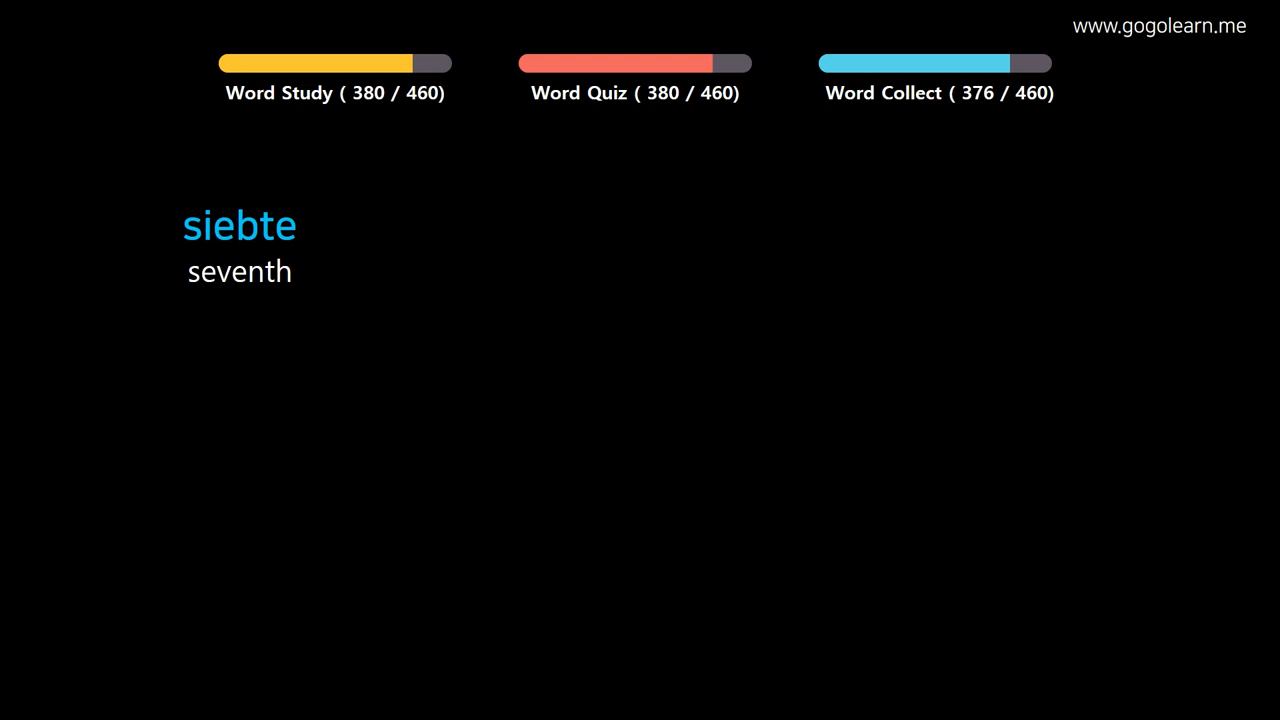 www.gogolearn.me
Word Study ( 380 / 460)
Word Quiz ( 380 / 460)
Word Collect ( 376 / 460)
siebte
seventh